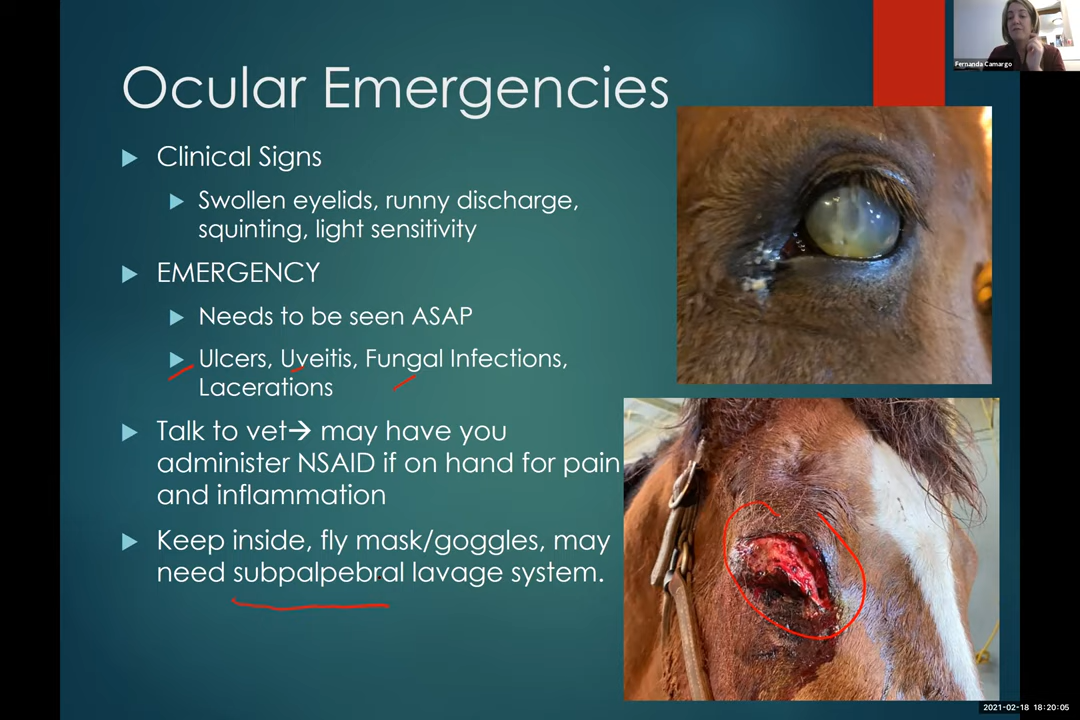 Ocular Emergencies
Clinical Signs
Swollen eyelids, runny discharge,
squinting, light sensitivity
EMERGENCY
Needs to be seen ASAP
Ulcers, Uveitis, Fungal Infections,
Lacerations
Talk to vet→ may have you
administer NSAID if on hand for pain
and inflammation
Keep inside, fly mask/goggles, may
need subpalpebral lavage system.
Fernanda Camargo
2021-02-18 18:20:05